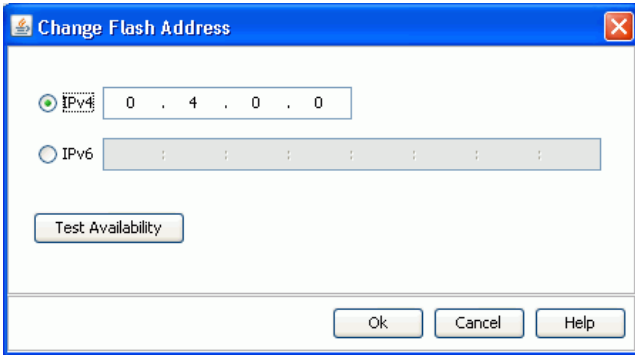 Change Flash Address
IPv4 0 . 4 . 0 . 0
IPv6 : : : : : : :
Test Availability
Ok Cancel Help